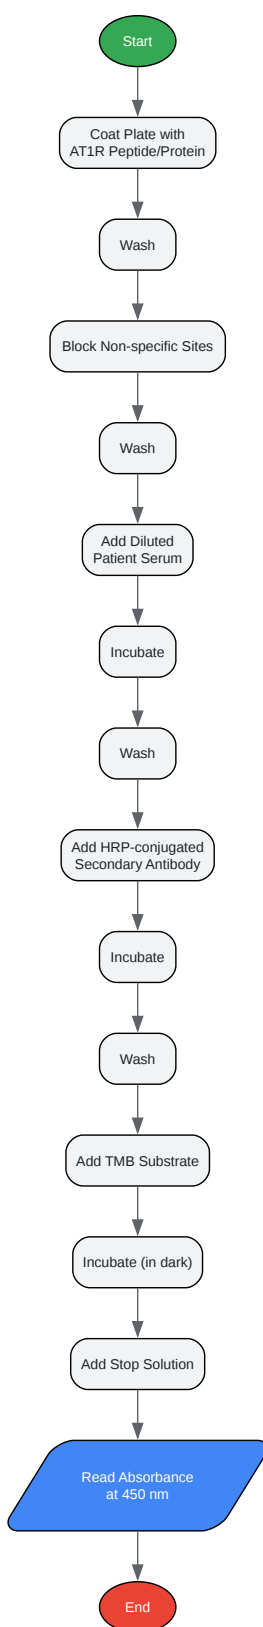 Start
Coat Plate with
AT1R Peptide/Protein
Wash
Block Non-specific Sites
Wash
Add Diluted
Patient Serum
Incubate
Wash
Add HRP-conjugated
Secondary Antibody
Incubate
Wash
Add TMB Substrate
Incubate (in dark)
Add Stop Solution
Read Absorbance
at 450 nm
End